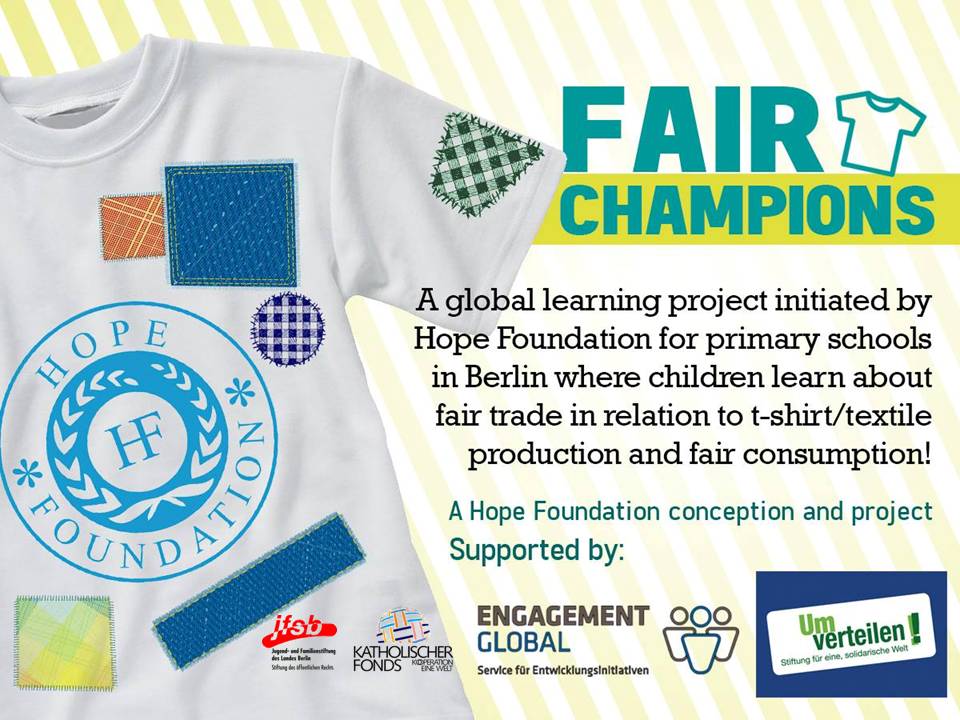 FAIR
CHAMPIONS
A global learning project initiated by
Hope Foundation for primary schools
in Berlin where children learn about
fair trade in relation to t-shirt/textile
production and fair consumption!
A Hope Foundation conception and project
Supported by:
HOPE
HF
FOUNDATION
jfsb
Jugend- und Familienstiftung
des Landes Berlin
Stiftung des öffentlichen Rechts
KATHOLISCHER
FONDS
KOOPERATION
EINE WELT
ENGAGEMENT
GLOBAL
Service für Entwicklungsinitiativen
Um
verteilen!
Stiftung für eine, solidarische Welt